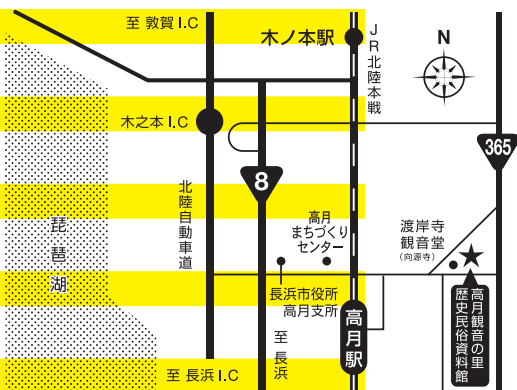 至 敦賀 I.C
木ノ本駅
JR北陸本戦
N
木之本 I.C
365
8
北陸自動車道
琵琶湖
高月
まちづくり
センター
渡岸寺
観音堂
(向源寺)
長浜市役所
高月支所
高月観音の里
歴史民俗資料館
高月駅
至 長浜
至 長浜 I.C